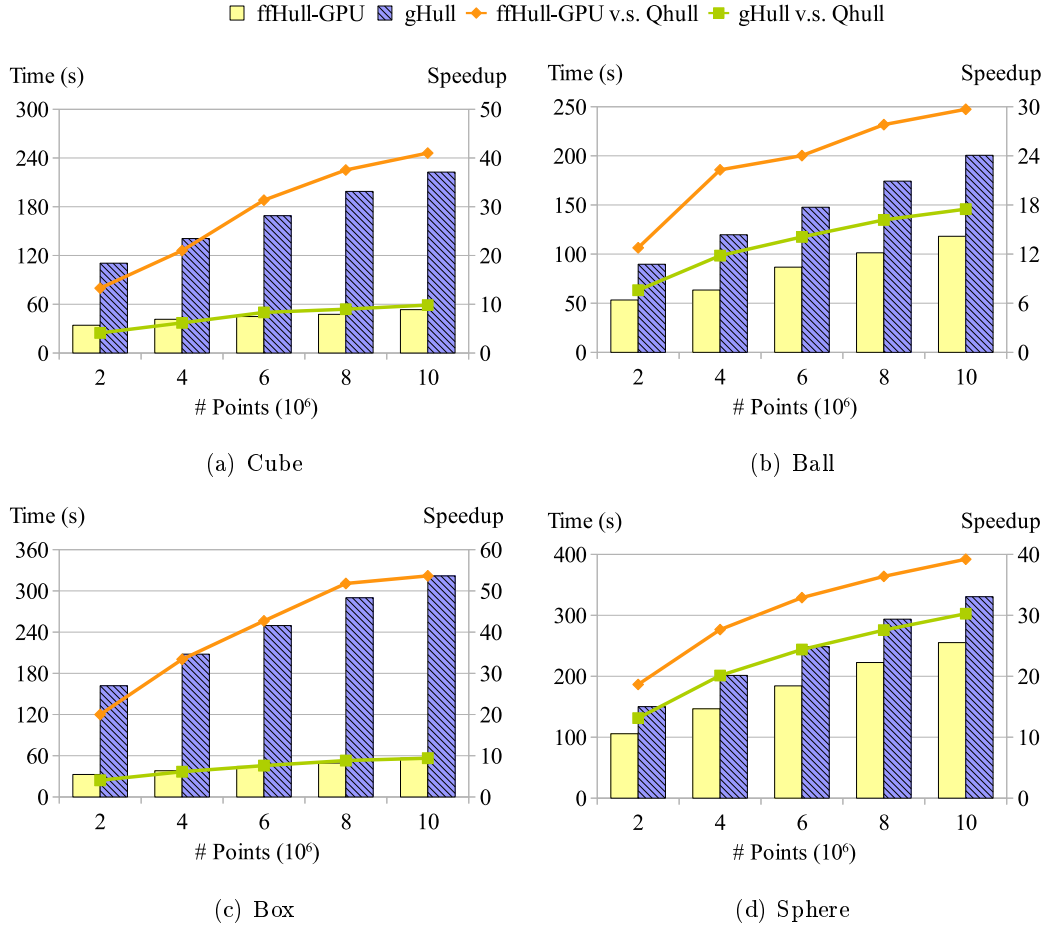 ffHull-GPU gHull ffHull-GPU v.s. Qhull gHull v.s. Qhull
Time (s) Speedup
300 50
240 40
180 30
120 20
60 10
0 0
2 4 6 8 10
# Points (10⁶)
(a) Cube
Time (s) Speedup
250 30
200 24
150 18
100 12
50 6
0 0
2 4 6 8 10
# Points (10⁶)
(b) Ball
Time (s) Speedup
360 60
300 50
240 40
180 30
120 20
60 10
0 0
2 4 6 8 10
# Points (10⁶)
(c) Box
Time (s) Speedup
400 40
300 30
200 20
100 10
0 0
2 4 6 8 10
# Points (10⁶)
(d) Sphere